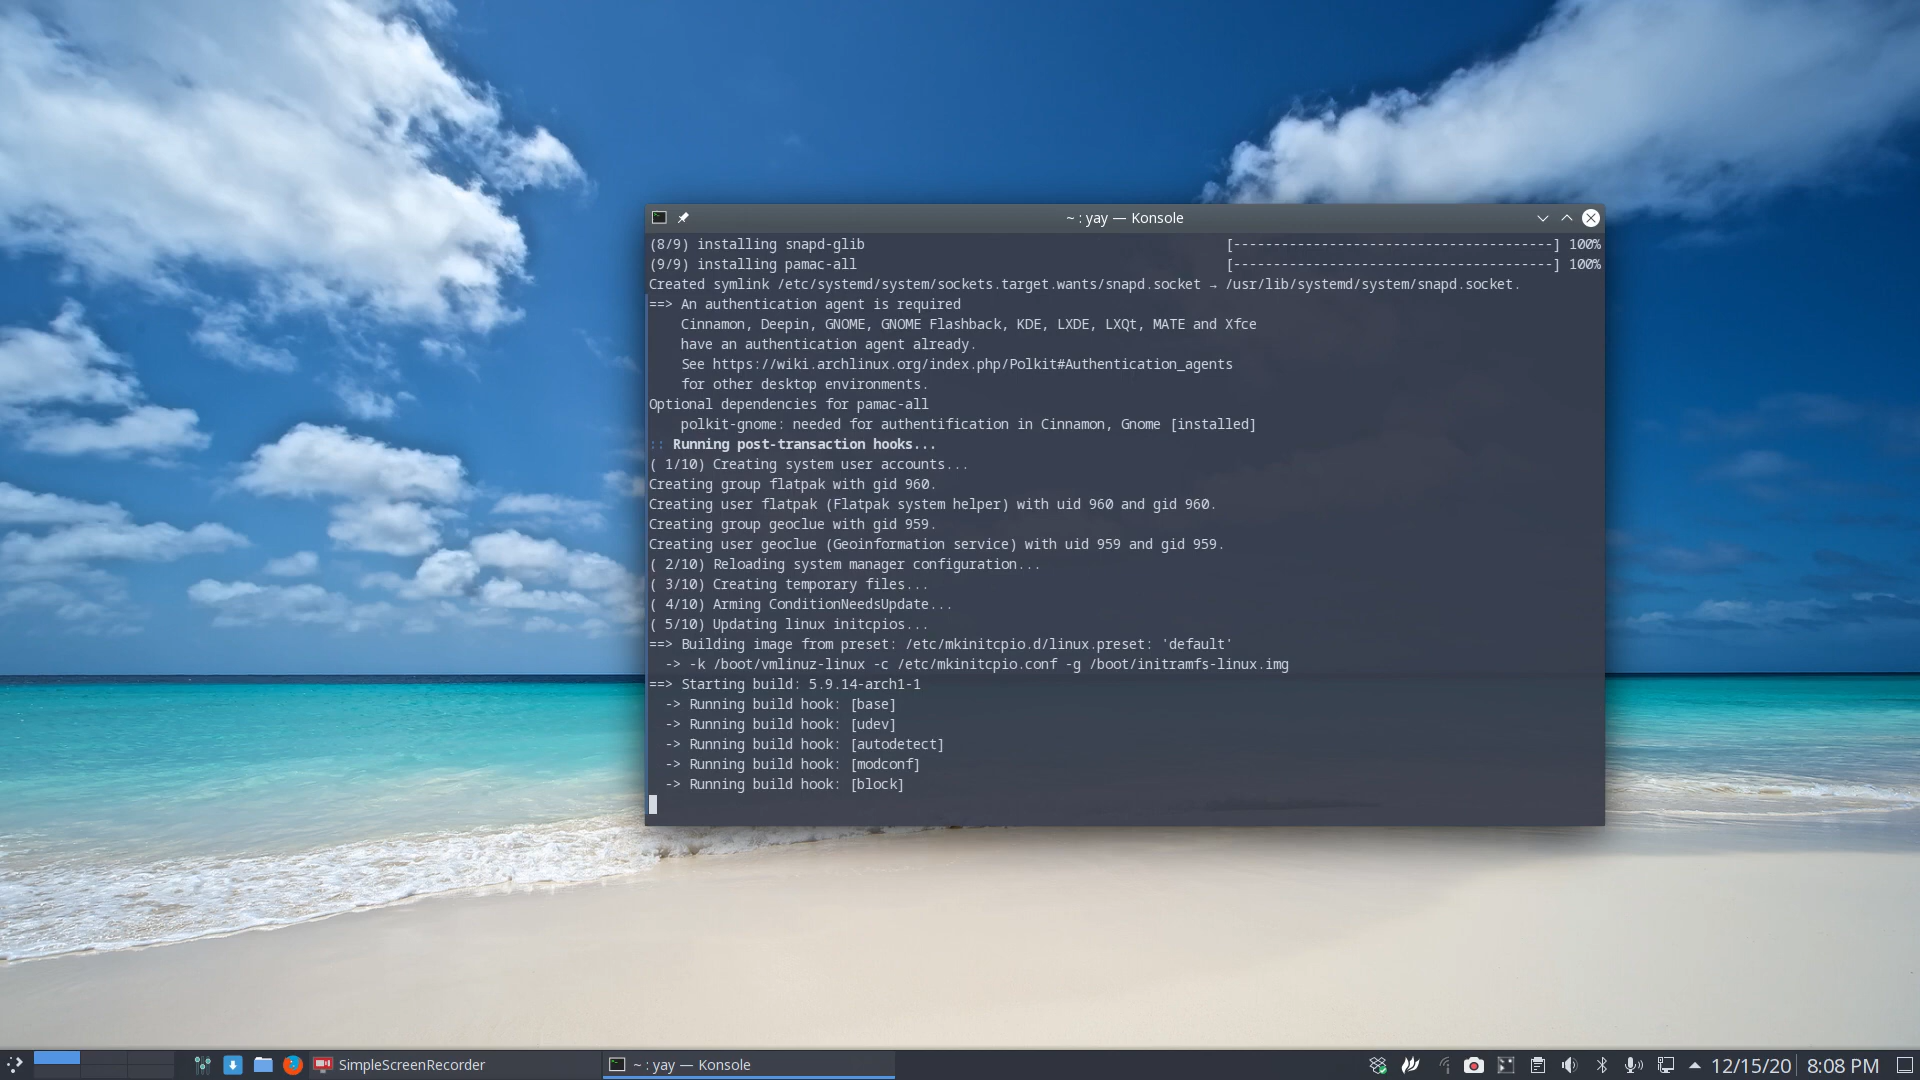 ~ : yay — Konsole
(8/9) installing snapd-glib [----------------------------------------] 100%
(9/9) installing pamac-all [----------------------------------------] 100%
Created symlink /etc/systemd/system/sockets.target.wants/snapd.socket → /usr/lib/systemd/system/snapd.socket.
==> An authentication agent is required
Cinnamon, Deepin, GNOME, GNOME Flashback, KDE, LXDE, LXQt, MATE and Xfce
have an authentication agent already.
See https://wiki.archlinux.org/index.php/Polkit#Authentication_agents
for other desktop environments.
Optional dependencies for pamac-all
polkit-gnome: needed for authentification in Cinnamon, Gnome [installed]
:: Running post-transaction hooks...
( 1/10) Creating system user accounts...
Creating group flatpak with gid 960.
Creating user flatpak (Flatpak system helper) with uid 960 and gid 960.
Creating group geoclue with gid 959.
Creating user geoclue (Geoinformation service) with uid 959 and gid 959.
( 2/10) Reloading system manager configuration...
( 3/10) Creating temporary files...
( 4/10) Arming ConditionNeedsUpdate...
( 5/10) Updating linux initcpios...
==> Building image from preset: /etc/mkinitcpio.d/linux.preset: 'default'
-> -k /boot/vmlinuz-linux -c /etc/mkinitcpio.conf -g /boot/initramfs-linux.img
==> Starting build: 5.9.14-arch1-1
-> Running build hook: [base]
-> Running build hook: [udev]
-> Running build hook: [autodetect]
-> Running build hook: [modconf]
-> Running build hook: [block]
SimpleScreenRecorder
~ : yay — Konsole
12/15/20
8:08 PM